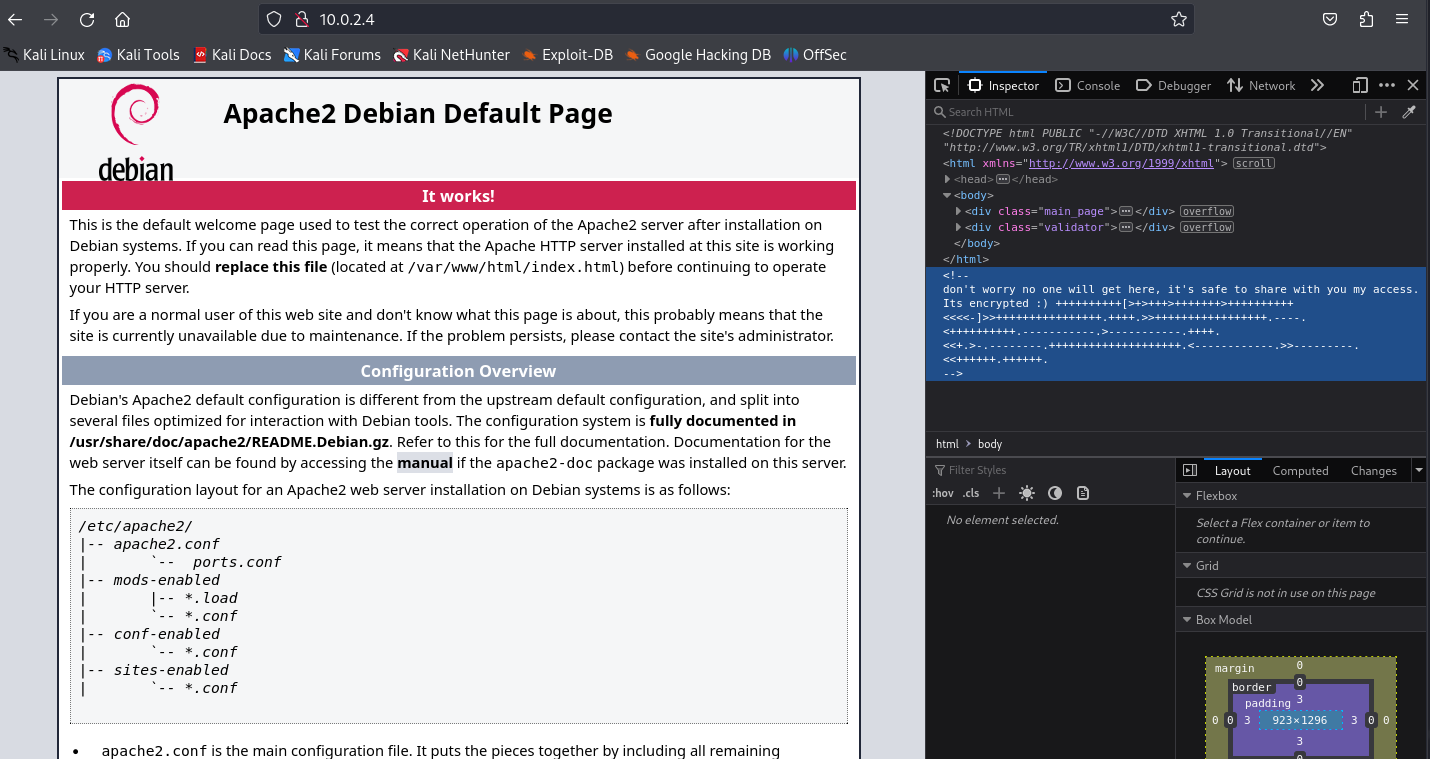 10.0.2.4
Kali Linux Kali Tools Kali Docs Kali Forums Kali NetHunter Exploit-DB Google Hacking DB OffSec
debian
Apache2 Debian Default Page
It works!
This is the default welcome page used to test the correct operation of the Apache2 server after installation on
Debian systems. If you can read this page, it means that the Apache HTTP server installed at this site is working
properly. You should replace this file (located at /var/www/html/index.html) before continuing to operate
your HTTP server.
If you are a normal user of this web site and don't know what this page is about, this probably means that the
site is currently unavailable due to maintenance. If the problem persists, please contact the site's administrator.
Configuration Overview
Debian's Apache2 default configuration is different from the upstream default configuration, and split into
several files optimized for interaction with Debian tools. The configuration system is fully documented in
/usr/share/doc/apache2/README.Debian.gz. Refer to this for the full documentation. Documentation for the
web server itself can be found by accessing the manual if the apache2-doc package was installed on this server.
The configuration layout for an Apache2 web server installation on Debian systems is as follows:
/etc/apache2/
|-- apache2.conf
|       `--  ports.conf
|-- mods-enabled
|       |-- *.load
|       `-- *.conf
|-- conf-enabled
|       `-- *.conf
|-- sites-enabled
|       `-- *.conf
• apache2.conf is the main configuration file. It puts the pieces together by including all remaining
Inspector Console Debugger Network
Search HTML
<!DOCTYPE html PUBLIC "-//W3C//DTD XHTML 1.0 Transitional//EN"
"http://www.w3.org/TR/xhtml1/DTD/xhtml1-transitional.dtd">
<html xmlns="http://www.w3.org/1999/xhtml"> scroll
<head>⋯</head>
<body>
<div class="main_page">⋯</div> overflow
<div class="validator">⋯</div> overflow
</body>
</html>
<!--
don't worry no one will get here, it's safe to share with you my access.
Its encrypted :) ++++++++++[>+>+++>+++++++>++++++++++
<<<<-]>>++++++++++++++++.++++.>>+++++++++++++++++.----.
<++++++++++.-----------.>-----------.++++.
<<+.>-.--------.++++++++++++++++++++.<------------.>>---------.
<<++++++.++++++.
-->
html › body
Filter Styles
:hov .cls
No element selected.
Layout Computed Changes
Flexbox
Select a Flex container or item to
continue.
Grid
CSS Grid is not in use on this page
Box Model
margin 0
border 0
padding 3
0 0 3 923×1296 3 0 0
3
0